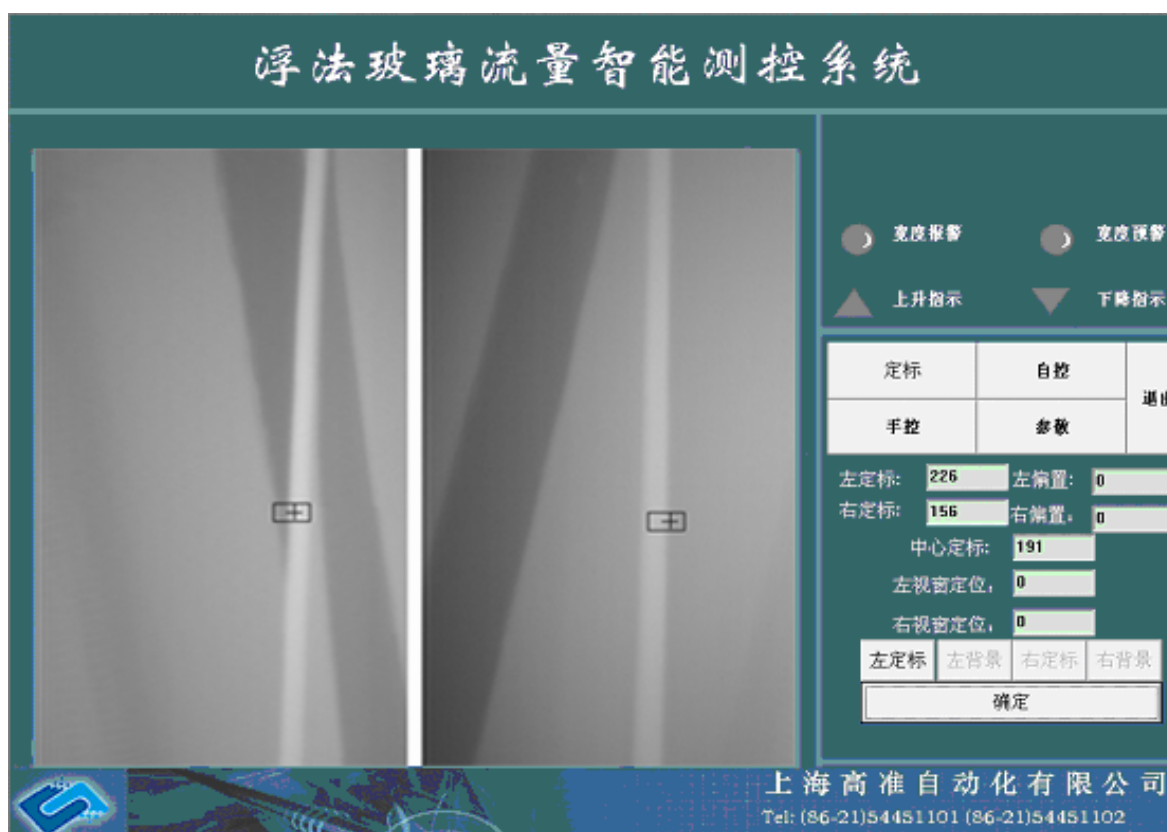 浮法玻璃流量智能测控系统
宽度报警 宽度预警
上升指示 下降指示
定标 自控
手控 参数
左定标: 226 左偏置: 0
右定标: 156 右偏置: 0
中心定标: 191
左视窗定位: 0
右视窗定位: 0
左定标 左背景 右定标 右背景
确定
上海高准自动化有限公司
Tel: (86-21)54451101 (86-21)54451102